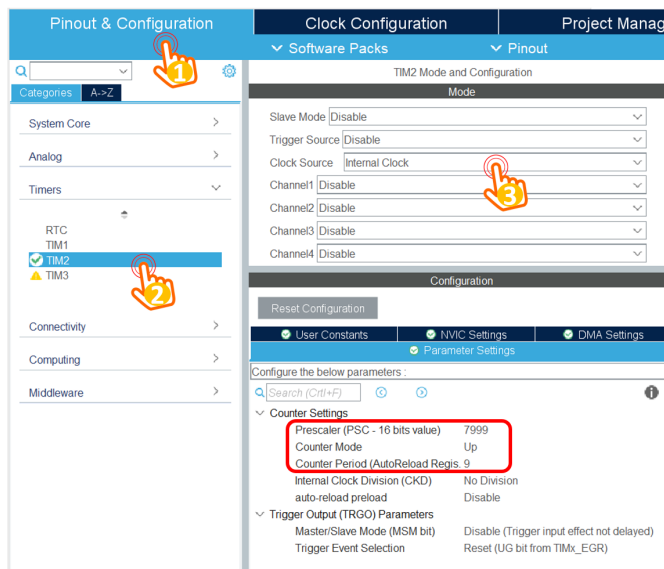 Pinout & Configuration
Clock Configuration
Project Manag
Software Packs
Pinout
1
Categories
A->Z
System Core
Analog
Timers
RTC
TIM1
TIM2
TIM3
2
Connectivity
Computing
Middleware
TIM2 Mode and Configuration
Mode
Slave Mode Disable
Trigger Source Disable
Clock Source Internal Clock
Channel1 Disable
3
Channel2 Disable
Channel3 Disable
Channel4 Disable
Configuration
Reset Configuration
User Constants
NVIC Settings
DMA Settings
Parameter Settings
Configure the below parameters :
Search (Crtl+F)
Counter Settings
Prescaler (PSC - 16 bits value) 7999
Counter Mode Up
Counter Period (AutoReload Regis. 9
Internal Clock Division (CKD) No Division
auto-reload preload Disable
Trigger Output (TRGO) Parameters
Master/Slave Mode (MSM bit) Disable (Trigger input effect not delayed)
Trigger Event Selection Reset (UG bit from TIMx_EGR)